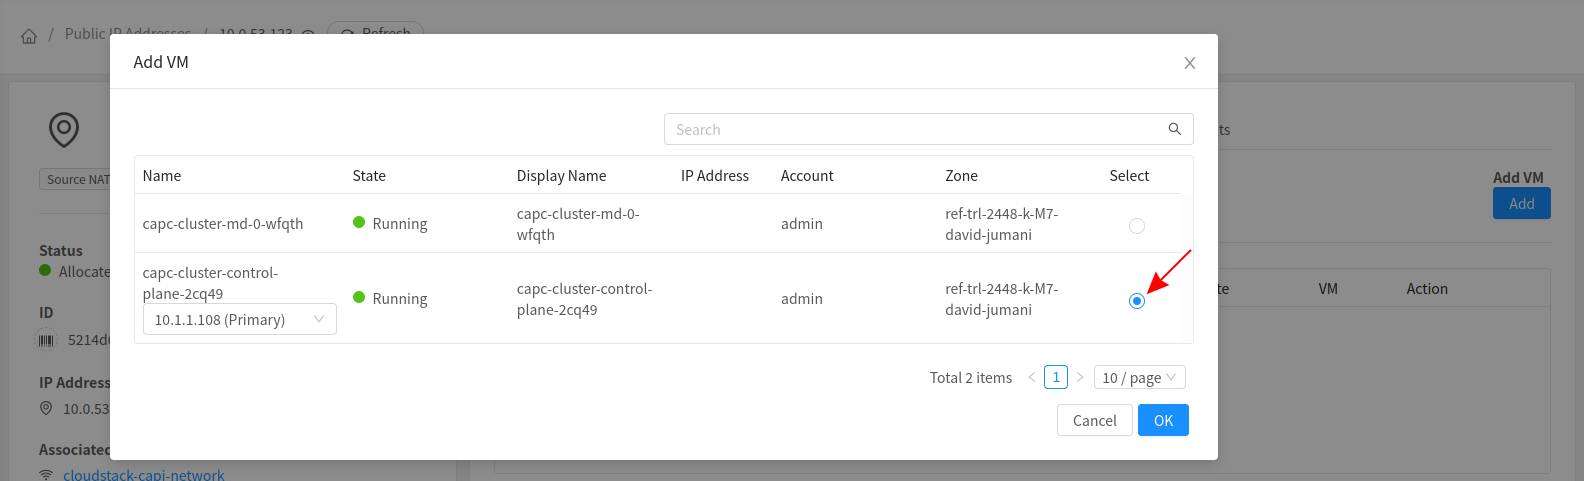 / Public IP Addresses / 10.0.53.123 Refresh
Add VM
Search
Name State Display Name IP Address Account Zone Select
capc-cluster-md-0-wfqth Running capc-cluster-md-0-
wfqth admin ref-trl-2448-k-M7-
david-jumani
capc-cluster-control-
plane-2cq49
10.1.1.108 (Primary)
Running capc-cluster-control-
plane-2cq49 admin ref-trl-2448-k-M7-
david-jumani
Total 2 items < 1 > 10 / page
Cancel OK
Source NAT
Status
Allocate
ID
5214d
IP Address
10.0.53
Associated
cloudstack-capi-network
ts
Add VM
Add
te VM Action